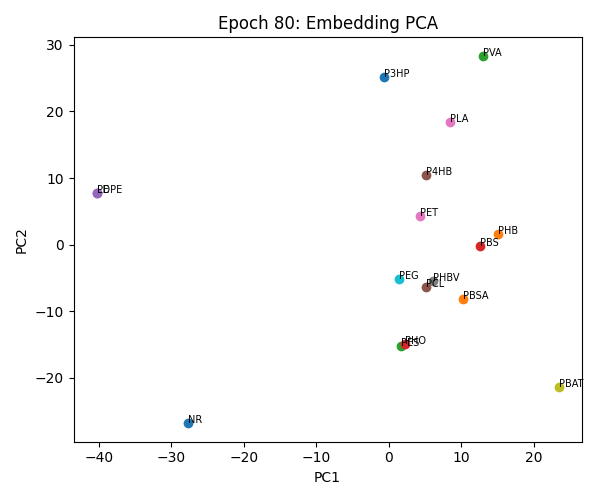 Epoch 80: Embedding PCA
PVA
P3HP
PLA
P4HB
PET
PHB
PBS
PEG
PHBV
PCL
PBSA
PHO
PBAT
NR
30
20
10
0
−10
−20
PC2
−40
−30
−20
−10
0
10
20
PC1